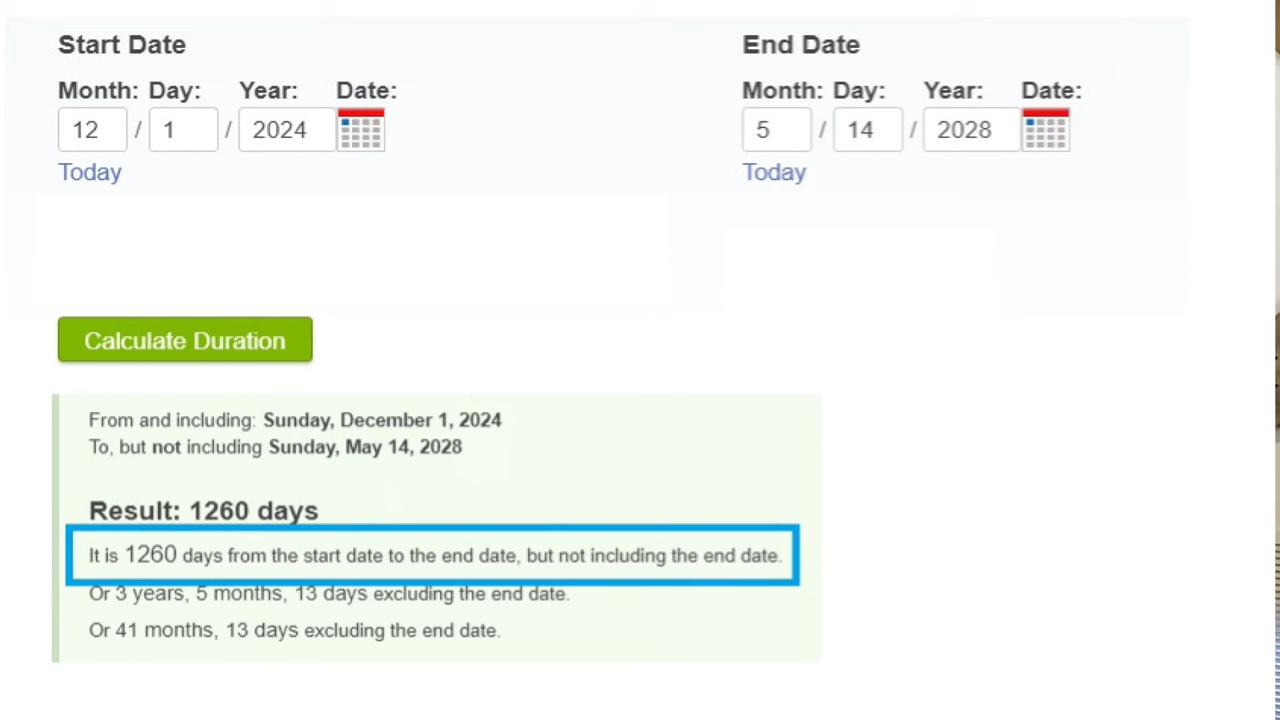 Start Date
End Date
Month: Day: Year: Date:
Month: Day: Year: Date:
12 / 1 / 2024
5 / 14 / 2028
Today
Today
Calculate Duration
From and including: Sunday, December 1, 2024
To, but not including Sunday, May 14, 2028
Result: 1260 days
It is 1260 days from the start date to the end date, but not including the end date.
Or 3 years, 5 months, 13 days excluding the end date.
Or 41 months, 13 days excluding the end date.